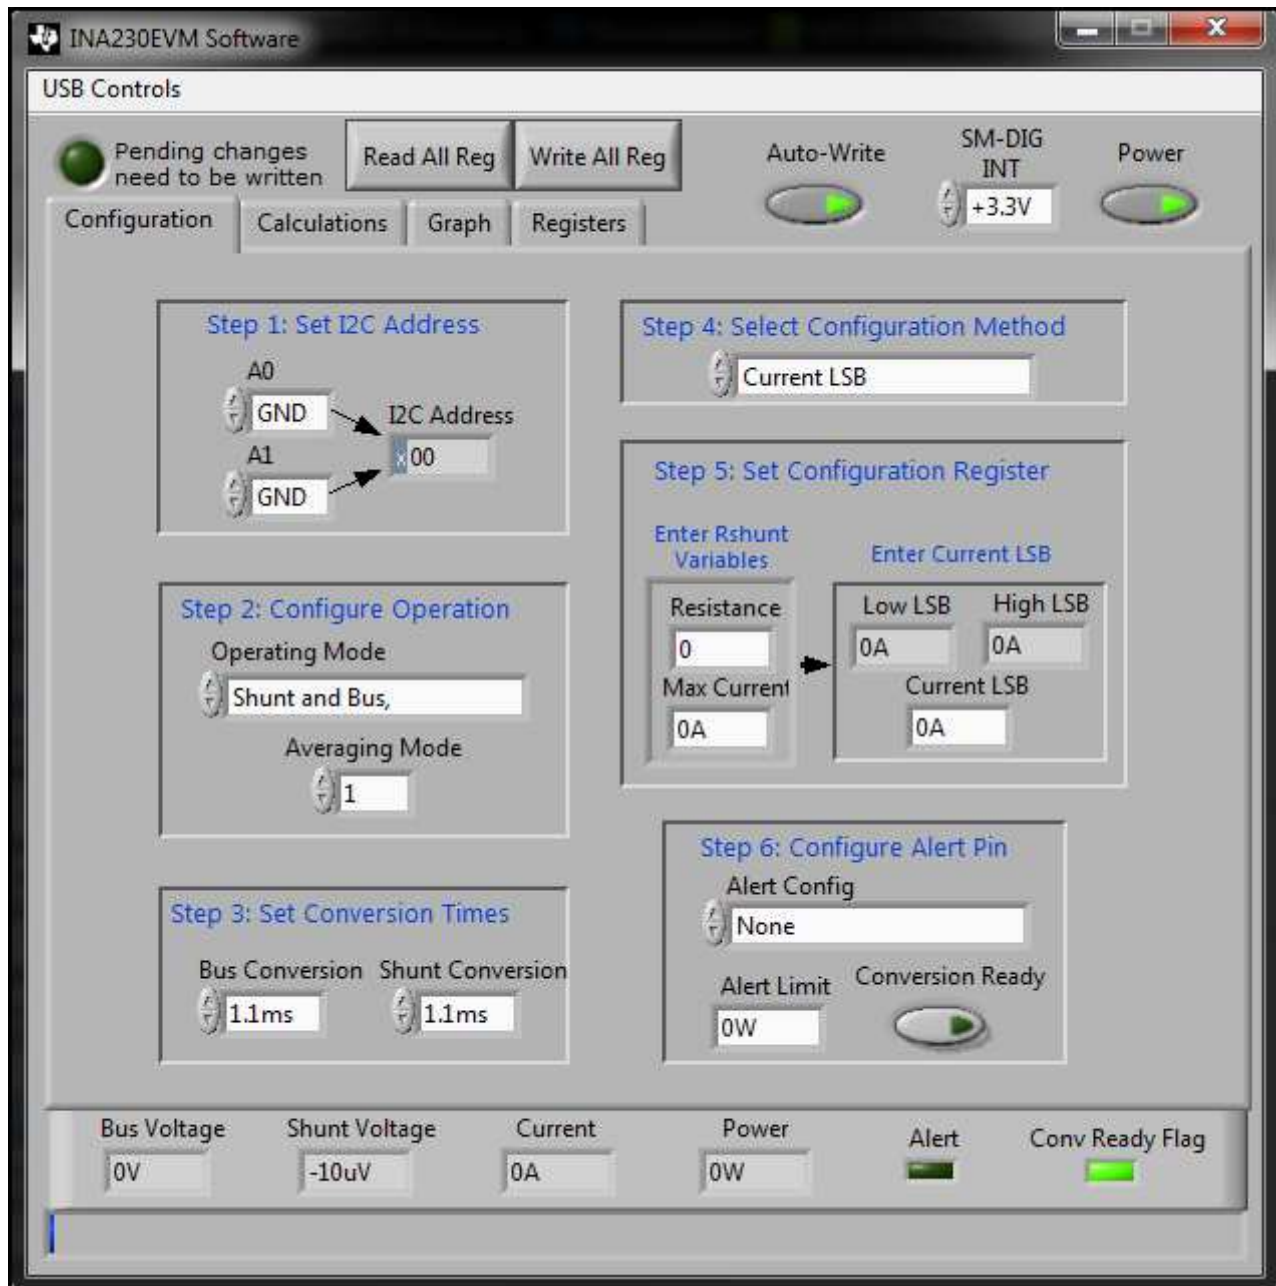 INA230EVM Software
USB Controls
Pending changes
need to be written
Read All Reg
Write All Reg
Auto-Write
SM-DIG
INT
+3.3V
Power
Configuration
Calculations
Graph
Registers
Step 1: Set I2C Address
A0
GND
I2C Address
x 00
A1
GND
Step 2: Configure Operation
Operating Mode
Shunt and Bus,
Averaging Mode
1
Step 3: Set Conversion Times
Bus Conversion
Shunt Conversion
1.1ms
1.1ms
Step 4: Select Configuration Method
Current LSB
Step 5: Set Configuration Register
Enter Rshunt
Variables
Resistance
0
Max Current
0A
Enter Current LSB
Low LSB
High LSB
0A
0A
Current LSB
0A
Step 6: Configure Alert Pin
Alert Config
None
Alert Limit
0W
Conversion Ready
Bus Voltage
Shunt Voltage
Current
Power
Alert
Conv Ready Flag
0V
-10uV
0A
0W